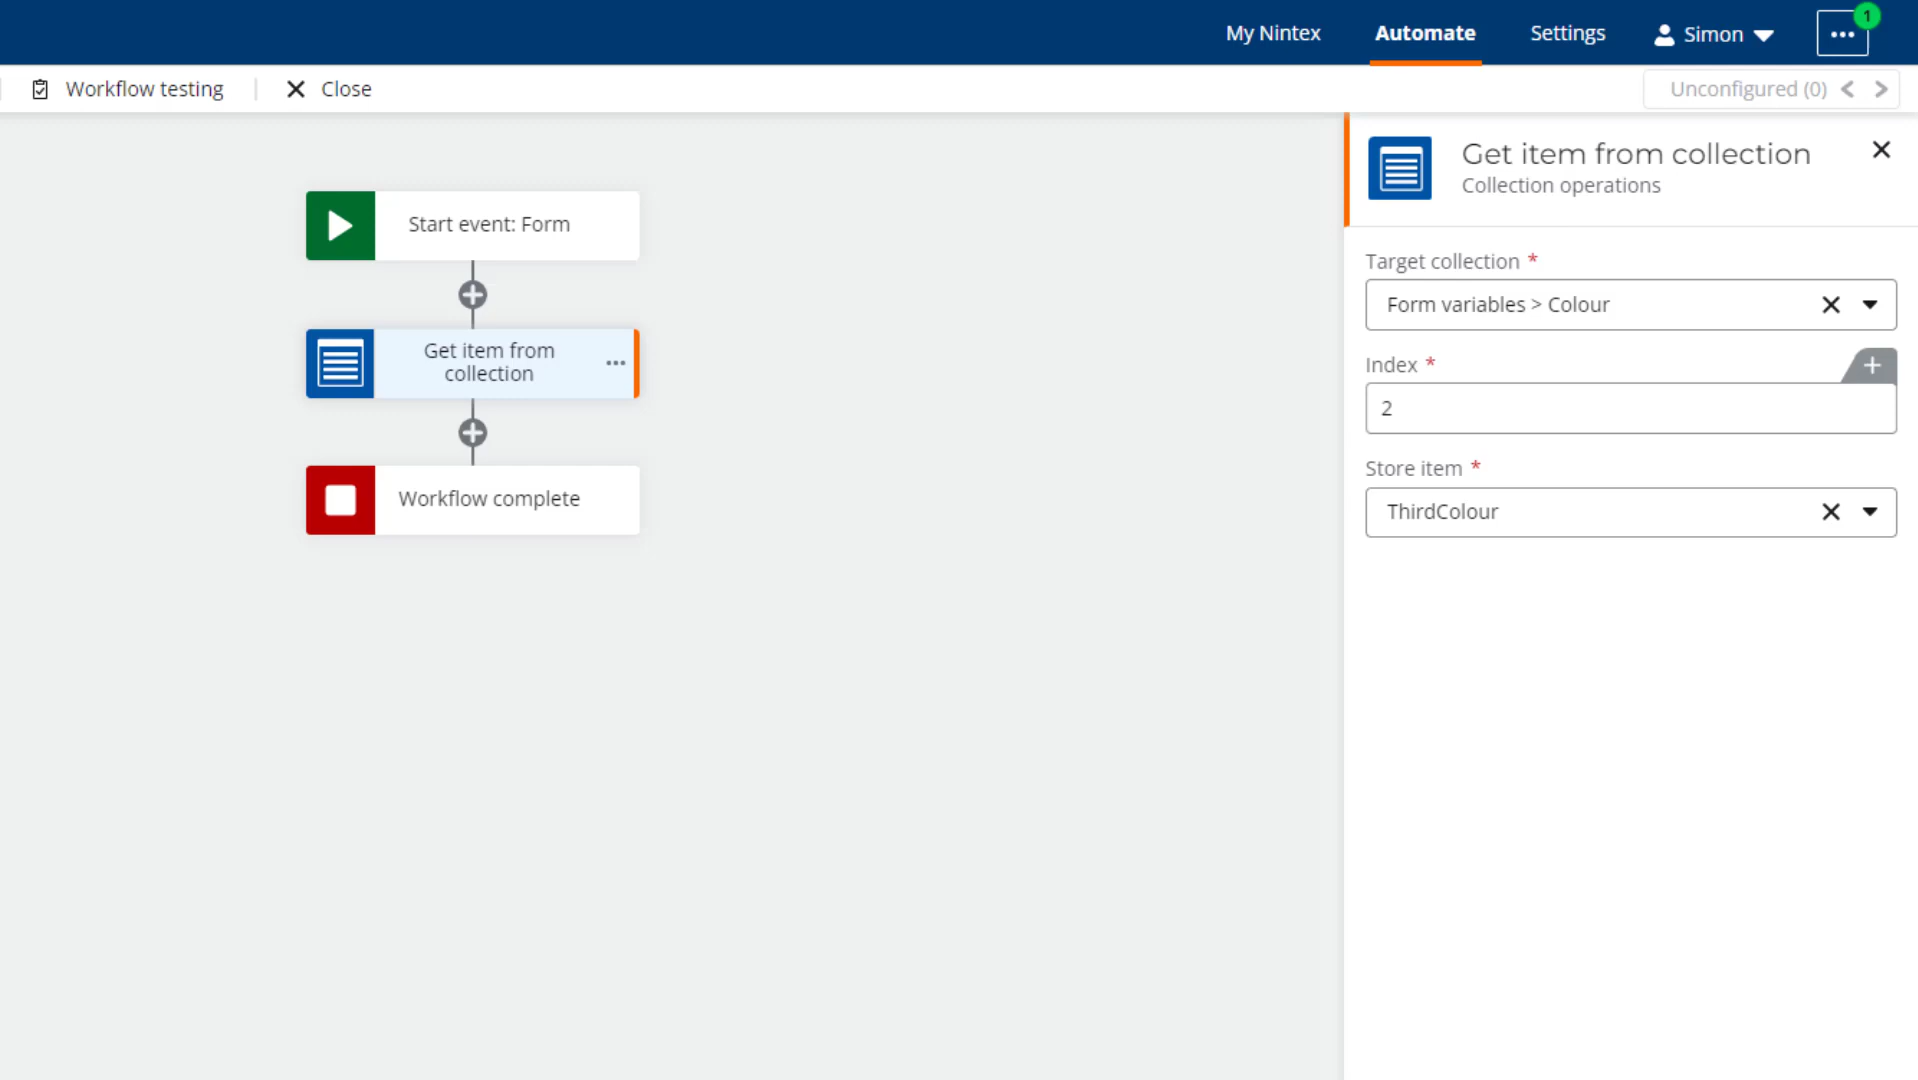 My Nintex
Automate
Settings
Simon
1
Workflow testing
Close
Unconfigured (0)
Get item from collection
Collection operations
Start event: Form
Target collection *
Form variables > Colour
Get item from
collection
Index *
2
Store item *
ThirdColour
Workflow complete